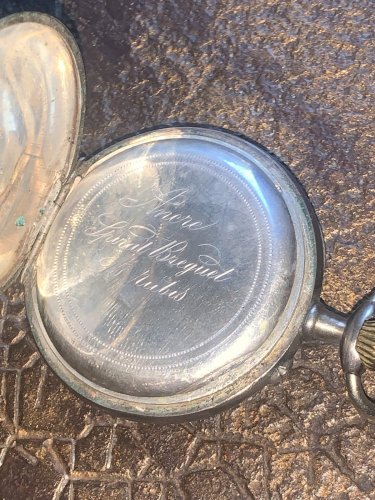 Ancre
Spiral Breguet
rubis